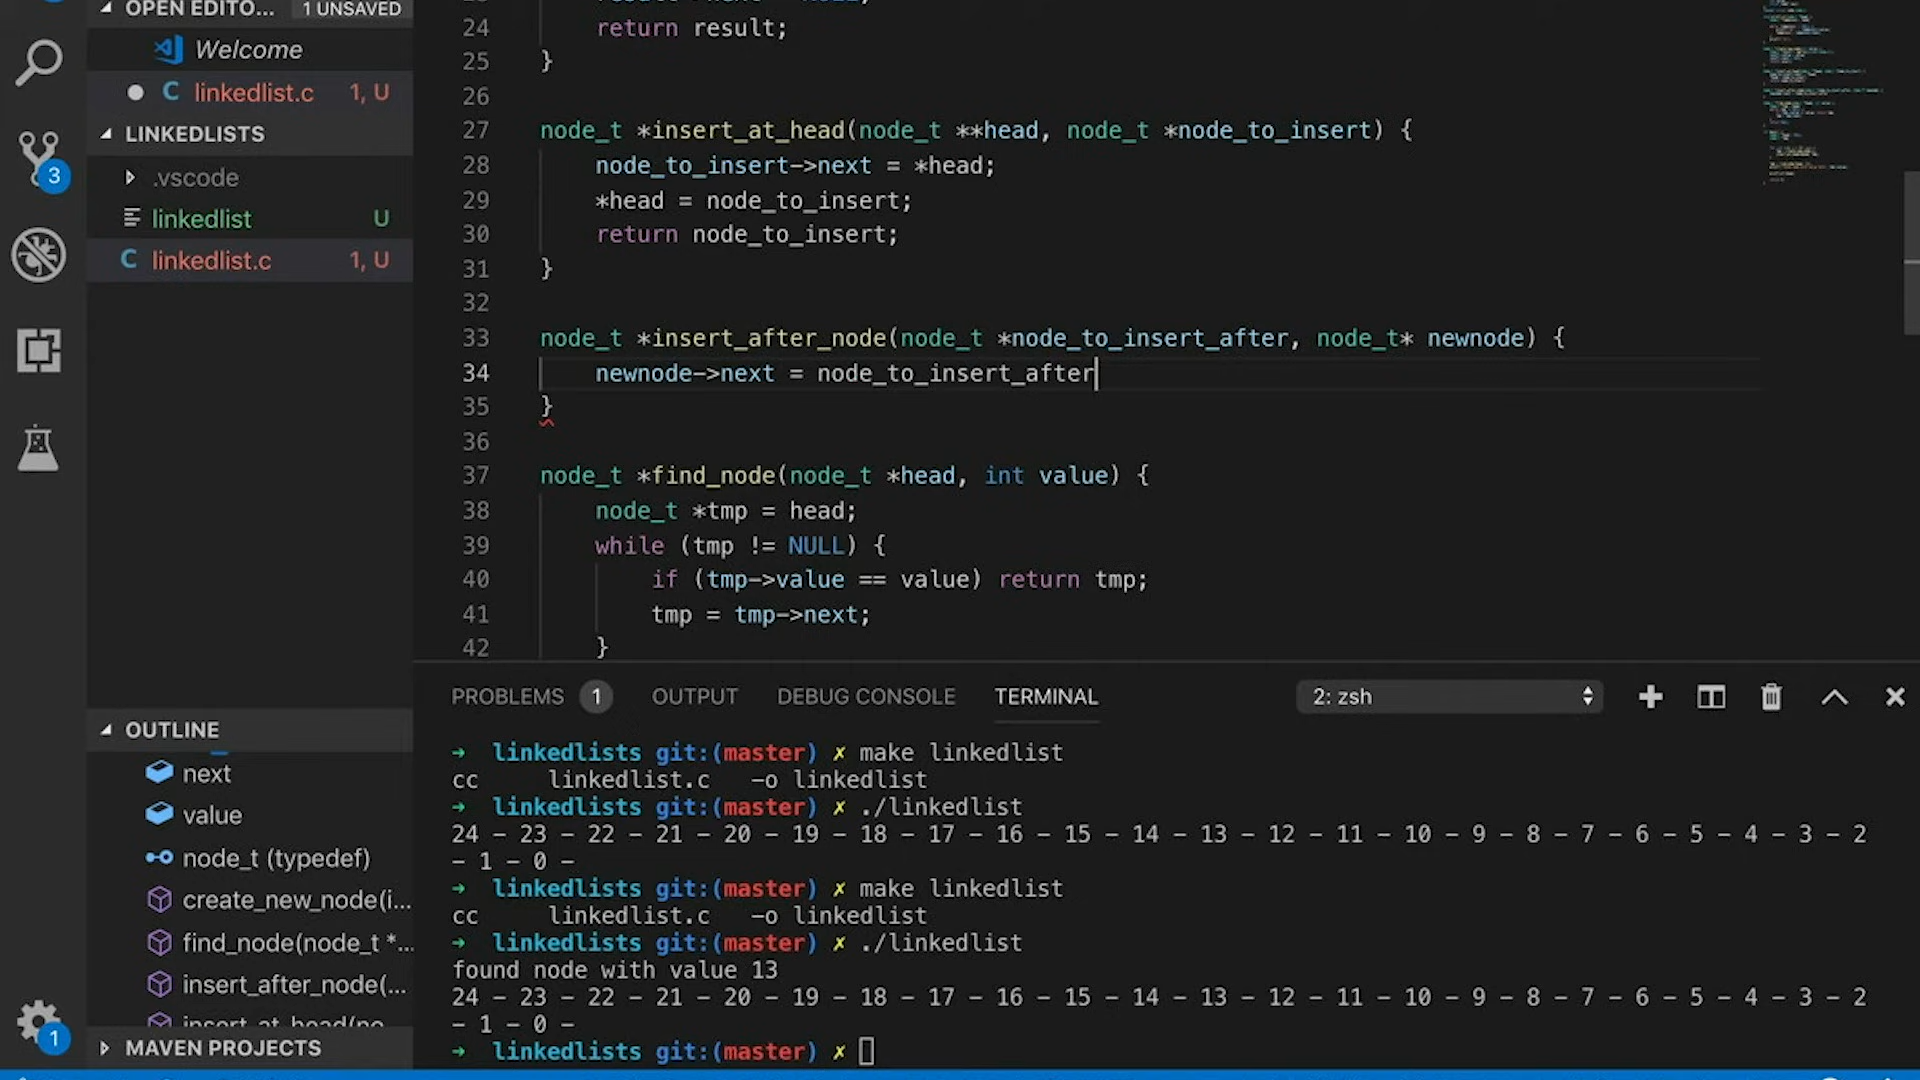 OPEN EDITO... 1 UNSAVED
Welcome
C linkedlist.c 1, U
LINKEDLISTS
.vscode
linkedlist U
C linkedlist.c 1, U
3
24 return result;
25 }
26
27 node_t *insert_at_head(node_t **head, node_t *node_to_insert) {
28 node_to_insert->next = *head;
29 *head = node_to_insert;
30 return node_to_insert;
31 }
32
33 node_t *insert_after_node(node_t *node_to_insert_after, node_t* newnode) {
34 newnode->next = node_to_insert_after
35 }
36
37 node_t *find_node(node_t *head, int value) {
38 node_t *tmp = head;
39 while (tmp != NULL) {
40 if (tmp->value == value) return tmp;
41 tmp = tmp->next;
42 }
OUTLINE
next
value
node_t (typedef)
create_new_node(i...
find_node(node_t *...
insert_after_node(...
insert_at_head(no...
MAVEN PROJECTS
1
PROBLEMS 1 OUTPUT DEBUG CONSOLE TERMINAL 2: zsh
→ linkedlists git:(master) ✗ make linkedlist
cc linkedlist.c -o linkedlist
→ linkedlists git:(master) ✗ ./linkedlist
24 - 23 - 22 - 21 - 20 - 19 - 18 - 17 - 16 - 15 - 14 - 13 - 12 - 11 - 10 - 9 - 8 - 7 - 6 - 5 - 4 - 3 - 2
- 1 - 0 -
→ linkedlists git:(master) ✗ make linkedlist
cc linkedlist.c -o linkedlist
→ linkedlists git:(master) ✗ ./linkedlist
found node with value 13
24 - 23 - 22 - 21 - 20 - 19 - 18 - 17 - 16 - 15 - 14 - 13 - 12 - 11 - 10 - 9 - 8 - 7 - 6 - 5 - 4 - 3 - 2
- 1 - 0 -
→ linkedlists git:(master) ✗